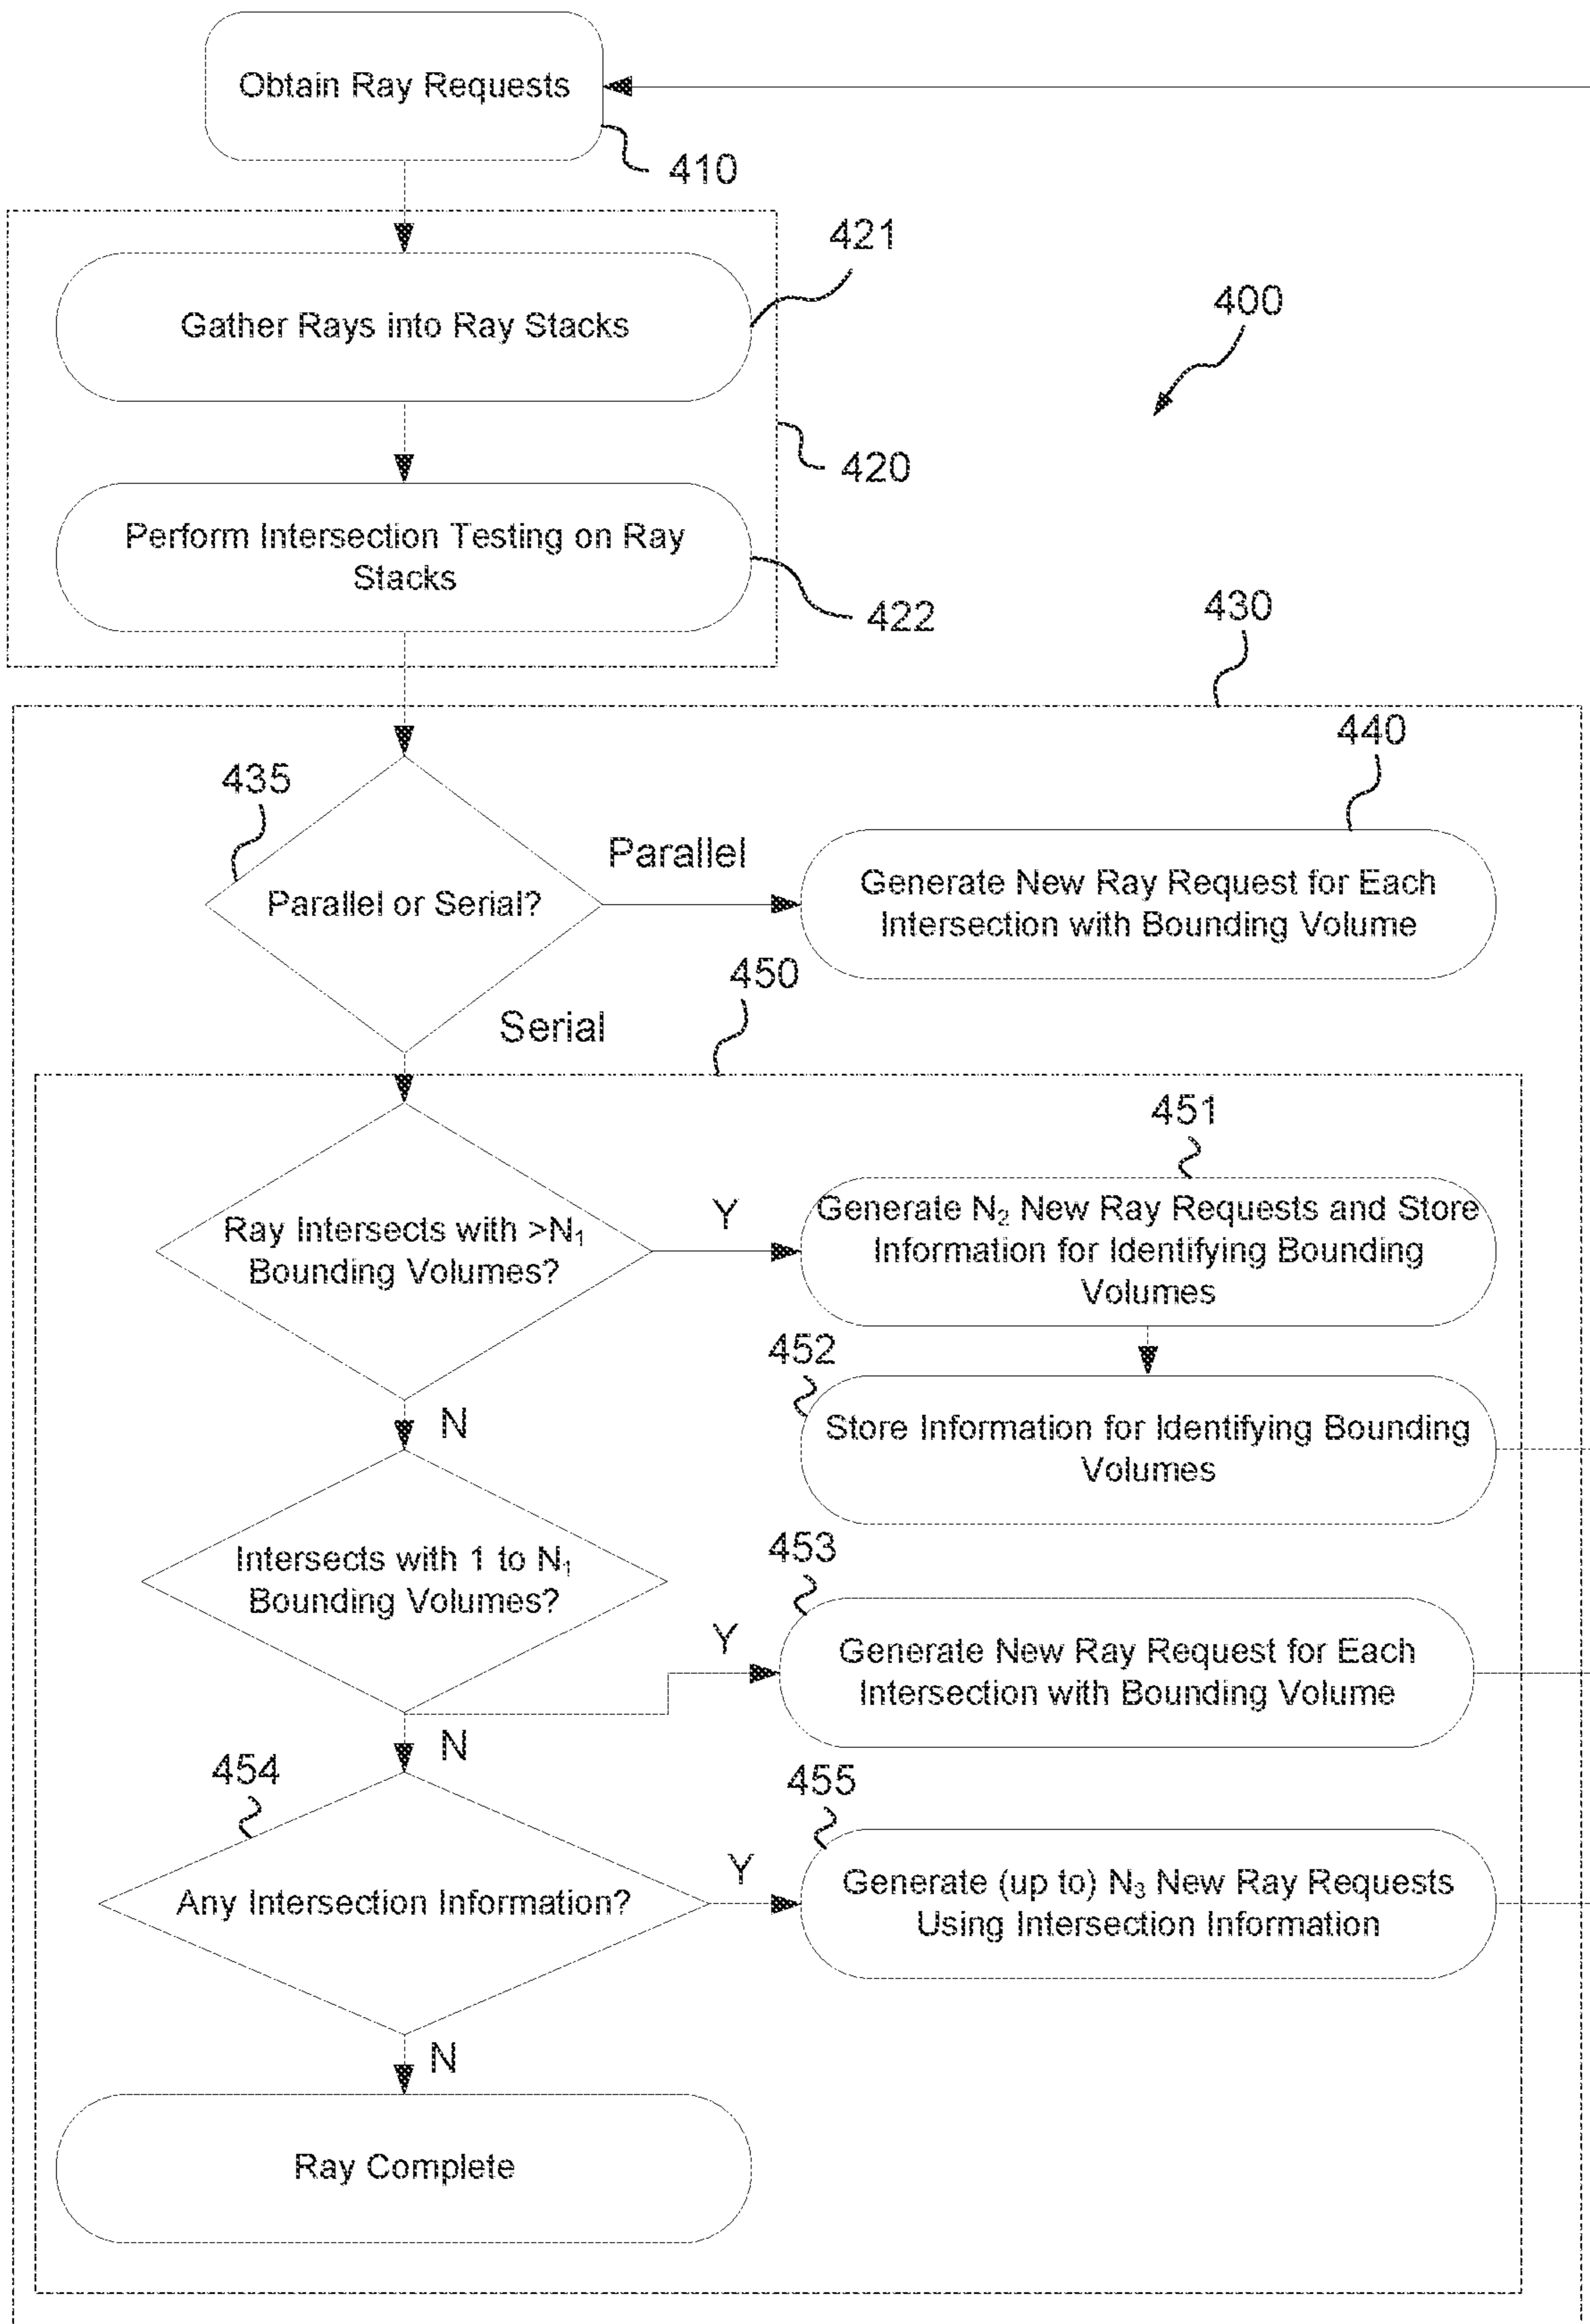 Obtain Ray Requests
410
421
Gather Rays into Ray Stacks
400
420
Perform Intersection Testing on Ray
Stacks
422
430
440
435
Parallel
Parallel or Serial?
Generate New Ray Request for Each
Intersection with Bounding Volume
450
Serial
451
Ray Intersects with >N₁
Bounding Volumes?
Y
Generate N₂ New Ray Requests and Store
Information for Identifying Bounding
Volumes
452
N
Store Information for Identifying Bounding
Volumes
453
Intersects with 1 to N₁
Bounding Volumes?
Y
Generate New Ray Request for Each
Intersection with Bounding Volume
N
454
455
Any Intersection Information?
Y
Generate (up to) N₃ New Ray Requests
Using Intersection Information
N
Ray Complete